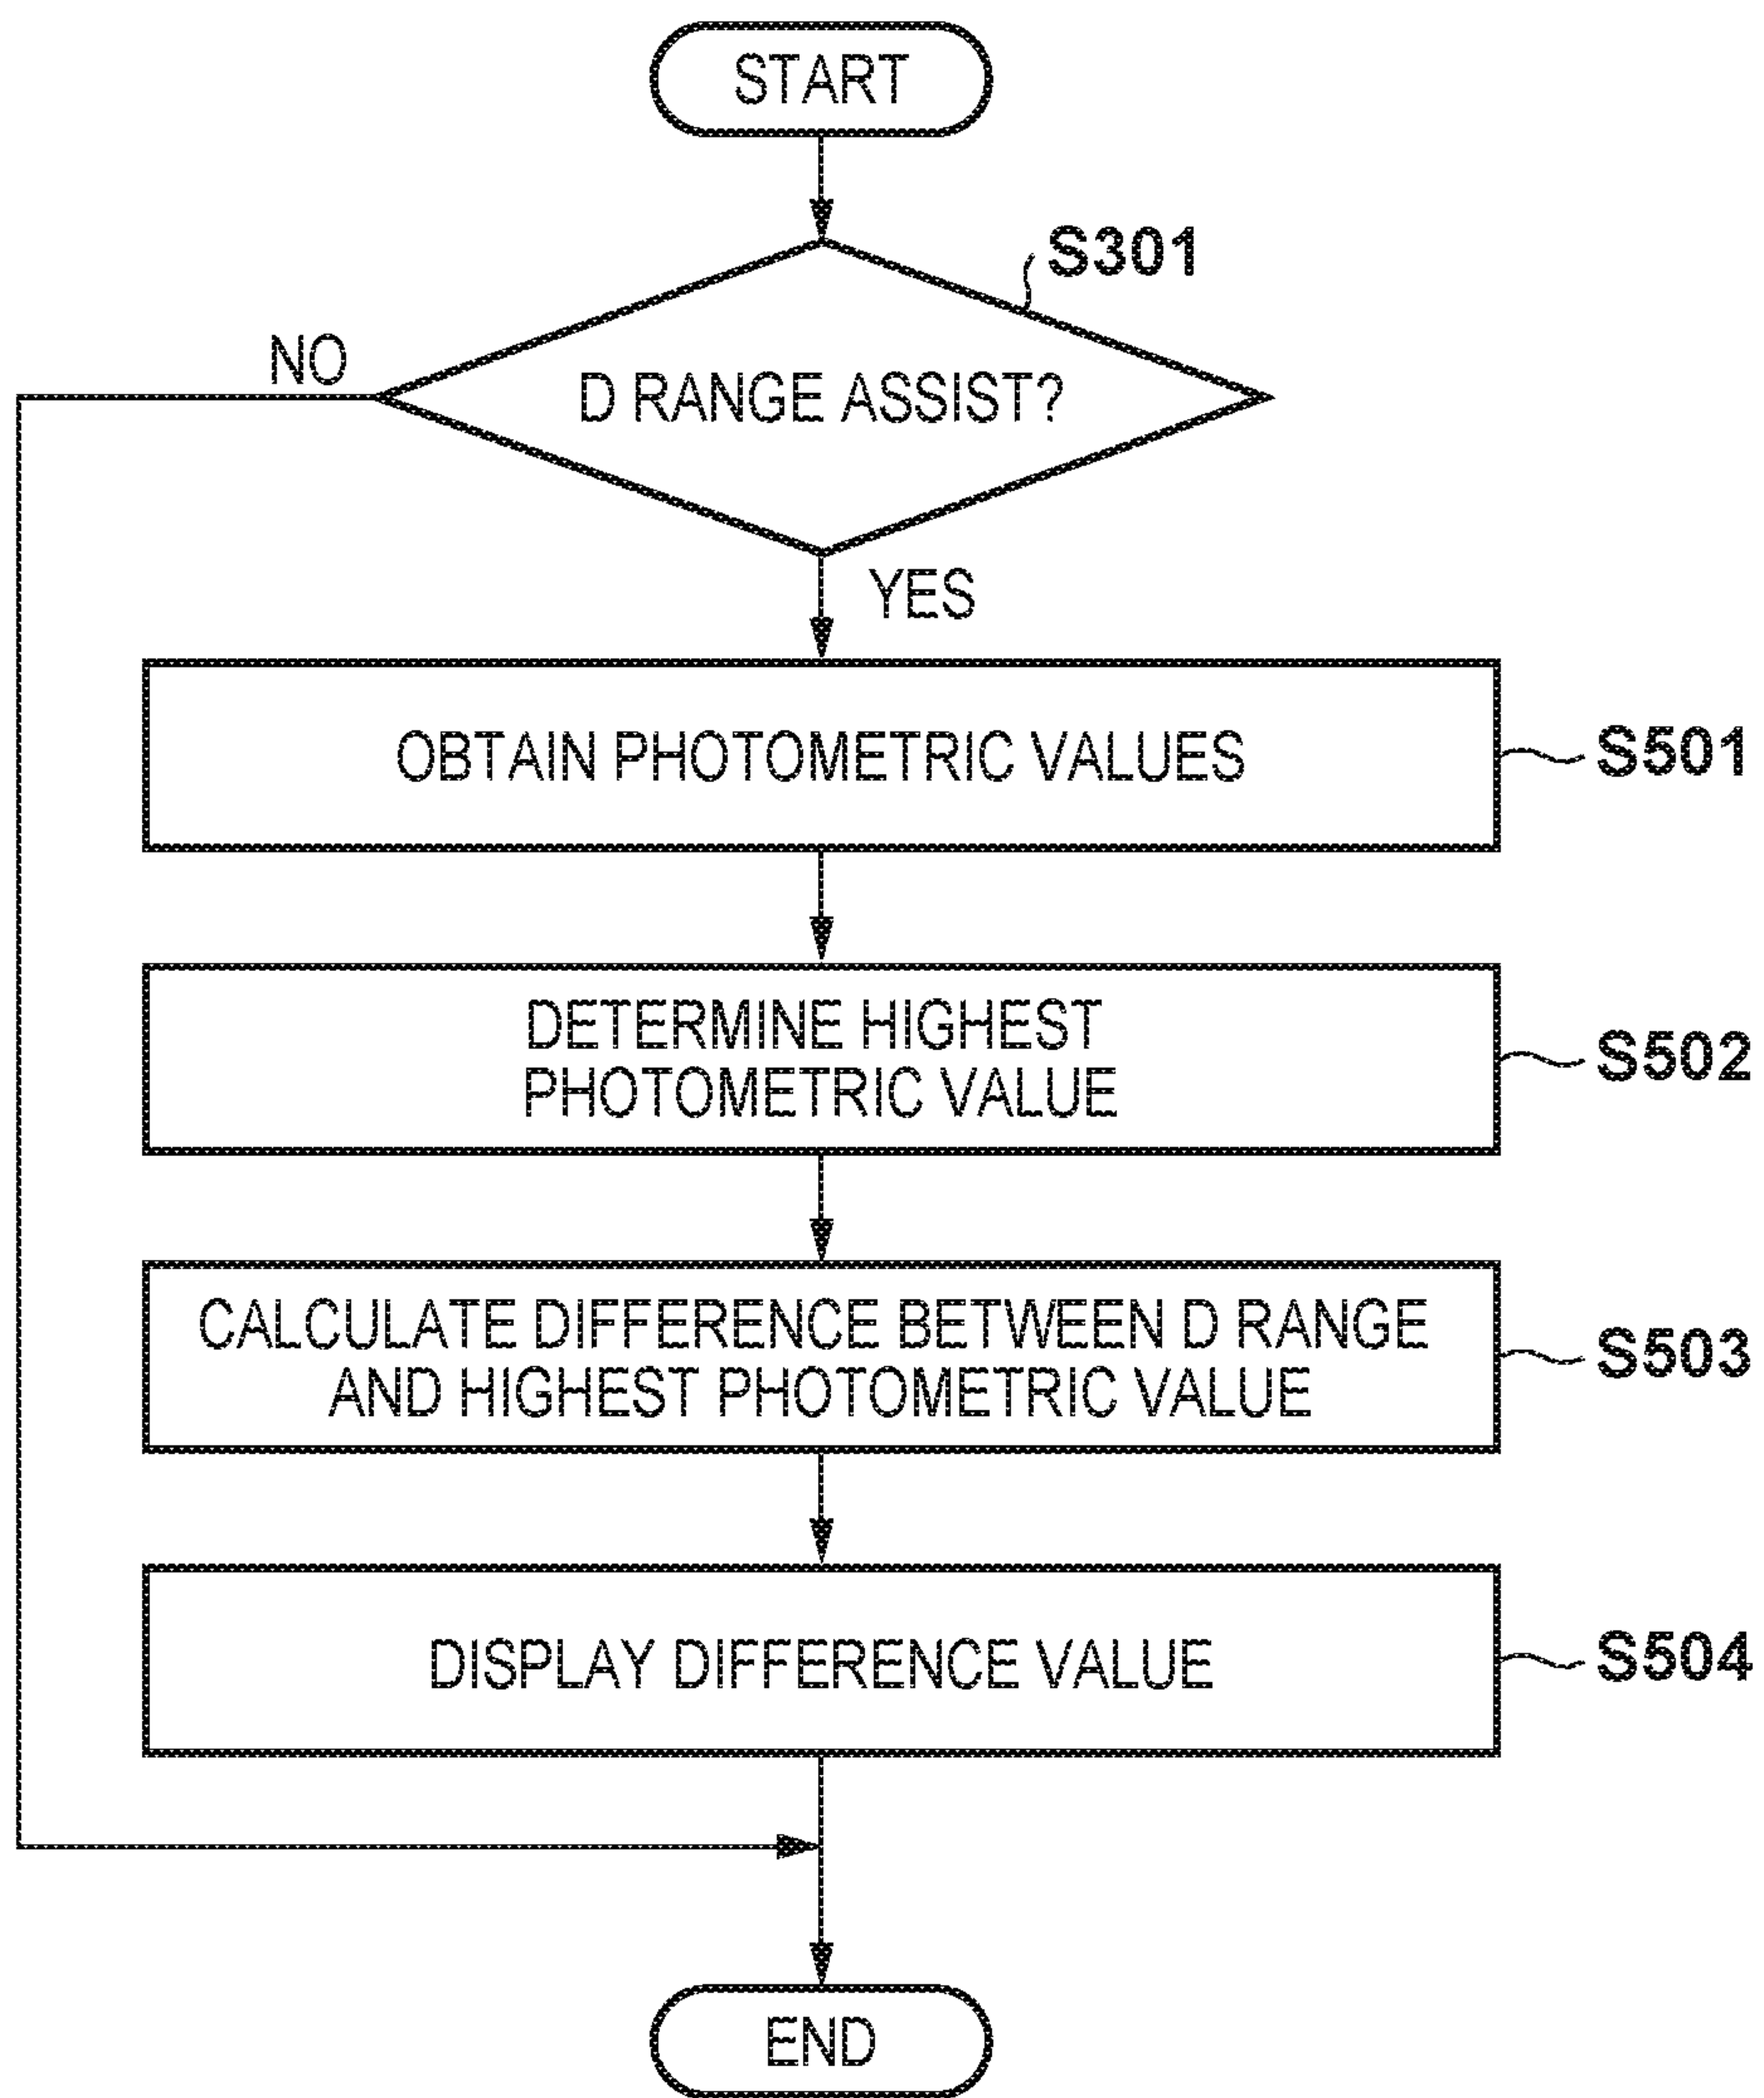 START
S301
NO
D RANGE ASSIST?
YES
OBTAIN PHOTOMETRIC VALUES
S501
DETERMINE HIGHEST
PHOTOMETRIC VALUE
S502
CALCULATE DIFFERENCE BETWEEN D RANGE
AND HIGHEST PHOTOMETRIC VALUE
S503
DISPLAY DIFFERENCE VALUE
S504
END